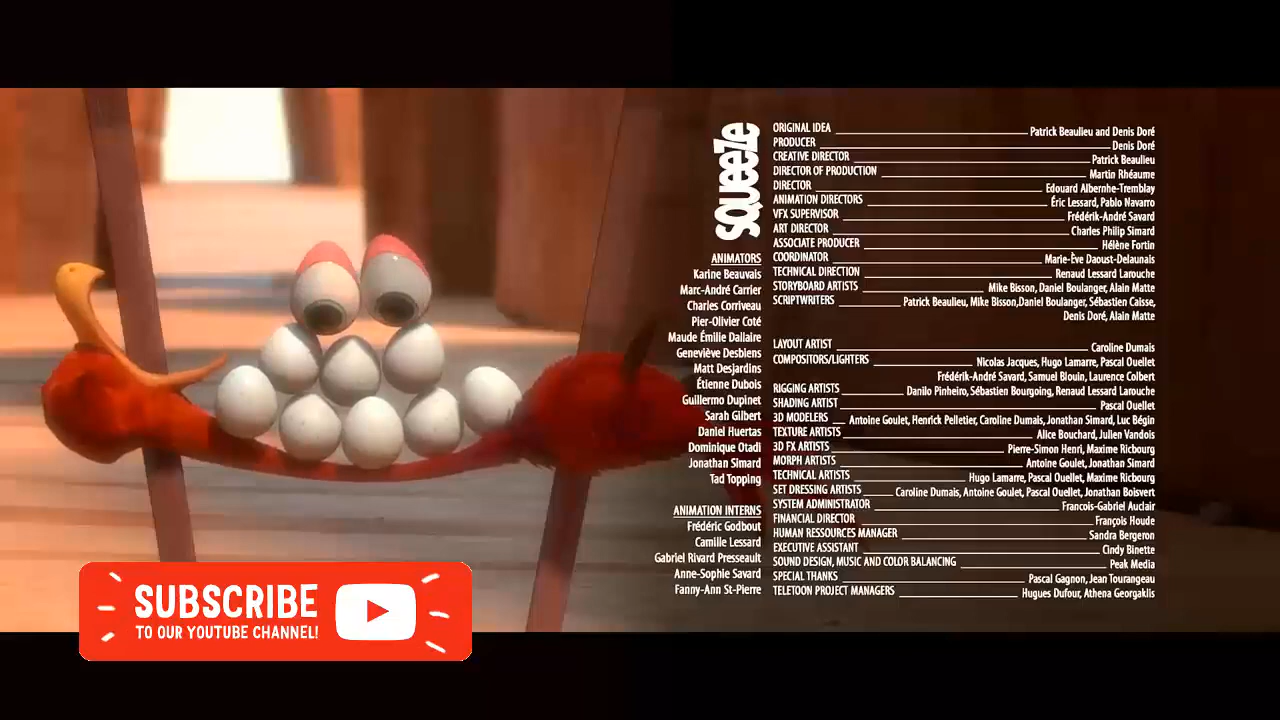 squeeze
ORIGINAL IDEA Patrick Beaulieu and Denis Doré
PRODUCER Denis Doré
CREATIVE DIRECTOR Patrick Beaulieu
DIRECTOR OF PRODUCTION Martin Rhéaume
DIRECTOR Edouard Albernhe-Tremblay
ANIMATION DIRECTORS Éric Lessard, Pablo Navarro
VFX SUPERVISOR Frédérik-André Savard
ART DIRECTOR Charles Philip Simard
ASSOCIATE PRODUCER Hélène Fortin
COORDINATOR Marie-Ève Daoust-Delaunais
TECHNICAL DIRECTION Renaud Lessard Larouche
STORYBOARD ARTISTS Mike Bisson, Daniel Boulanger, Alain Matte
SCRIPTWRITERS Patrick Beaulieu, Mike Bisson,Daniel Boulanger, Sébastien Caisse,
Denis Doré, Alain Matte
LAYOUT ARTIST Caroline Dumais
COMPOSITORS/LIGHTERS Nicolas Jacques, Hugo Lamarre, Pascal Ouellet
Frédérik-André Savard, Samuel Blouin, Laurence Colbert
RIGGING ARTISTS Danilo Pinheiro, Sébastien Bourgoing, Renaud Lessard Larouche
SHADING ARTIST Pascal Ouellet
3D MODELERS Antoine Goulet, Henrick Pelletier, Caroline Dumais, Jonathan Simard, Luc Bégin
TEXTURE ARTISTS Alice Bouchard, Julien Vandois
3D FX ARTISTS Pierre-Simon Henri, Maxime Ricbourg
MORPH ARTISTS Antoine Goulet, Jonathan Simard
TECHNICAL ARTISTS Hugo Lamarre, Pascal Ouellet, Maxime Ricbourg
SET DRESSING ARTISTS Caroline Dumais, Antoine Goulet, Pascal Ouellet, Jonathan Boisvert
SYSTEM ADMINISTRATOR Francois-Gabriel Auclair
FINANCIAL DIRECTOR François Houde
HUMAN RESSOURCES MANAGER Sandra Bergeron
EXECUTIVE ASSISTANT Cindy Binette
SOUND DESIGN, MUSIC AND COLOR BALANCING Peak Media
SPECIAL THANKS Pascal Gagnon, Jean Tourangeau
TELETOON PROJECT MANAGERS Hugues Dufour, Athena Georgaklis
ANIMATORS
Karine Beauvais
Marc-André Carrier
Charles Corriveau
Pier-Olivier Coté
Maude Émilie Dallaire
Geneviève Desbiens
Matt Desjardins
Étienne Dubois
Guillermo Dupinet
Sarah Gilbert
Daniel Huertas
Dominique Otadi
Jonathan Simard
Tad Topping
ANIMATION INTERNS
Frédéric Godbout
Camille Lessard
Gabriel Rivard Presseault
Anne-Sophie Savard
Fanny-Ann St-Pierre
SUBSCRIBE
TO OUR YOUTUBE CHANNEL!